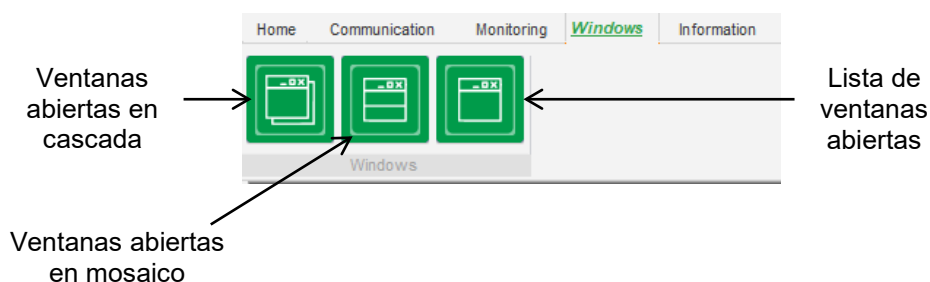 Home Communication Monitoring Windows Information
Ventanas
abiertas en
cascada
Lista de
ventanas
abiertas
Windows
Ventanas abiertas
en mosaico